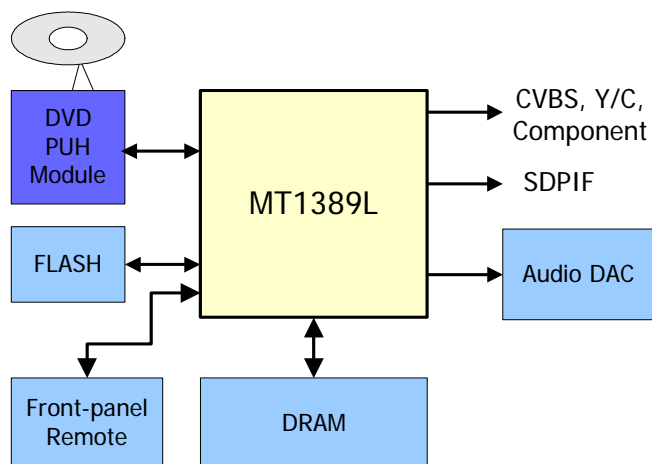 DVD
PUH
Module
MT1389L
CVBS, Y/C,
Component
SDPIF
FLASH
Audio DAC
Front-panel
Remote
DRAM